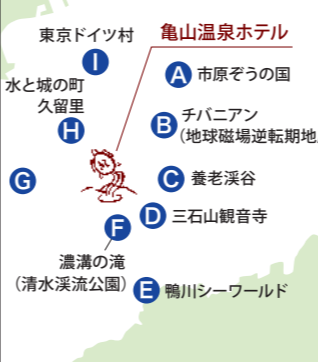 東京ドイツ村
亀山温泉ホテル
I
A 市原ぞうの国
水と城の町
久留里
H
B チバニアン
(地球磁場逆転期地
G
C 養老渓谷
D 三石山観音寺
F
濃溝の滝
(清水渓流公園)
E 鴨川シーワールド